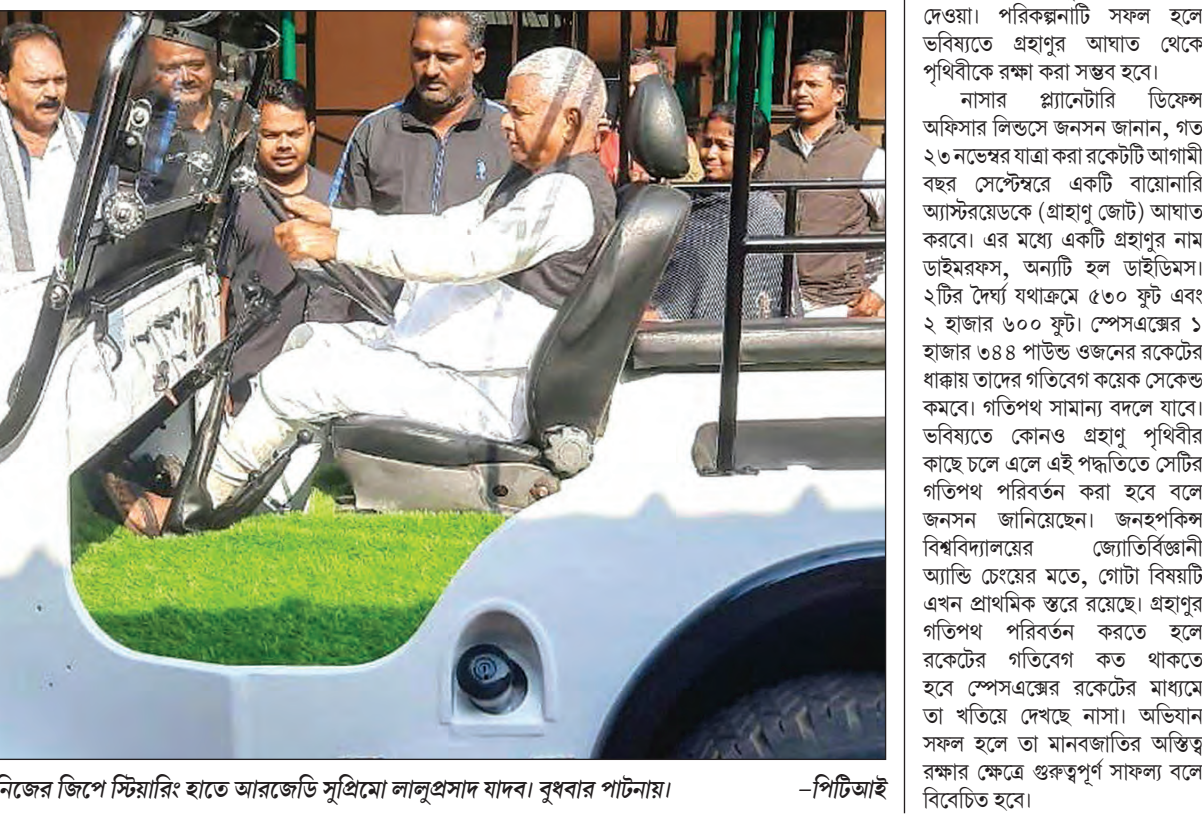 নিজের জিপে স্টিয়ারিং হাতে আরজেডি সুপ্রিমো লালুপ্রসাদ যাদব। বুধবার পাটনায়। –পিটিআই
দেওয়া। পরিকল্পনাটি সফল হলে
ভবিষ্যতে গ্রহাণুর আঘাত থেকে
পৃথিবীকে রক্ষা করা সম্ভব হবে।
নাসার প্ল্যানেটারি ডিফেন্স
অফিসার লিন্ডসে জনসন জানান, গত
২৩ নভেম্বর যাত্রা করা রকেটটি আগামী
বছর সেপ্টেম্বরে একটি বায়োনারি
অ্যাস্টরয়েডকে (গ্রাহাণু জোট) আঘাত
করবে। এর মধ্যে একটি গ্রহাণুর নাম
ডাইমরফস, অন্যটি হল ডাইডিমস।
২টির দৈর্ঘ্য যথাক্রমে ৫৩০ ফুট এবং
২ হাজার ৬০০ ফুট। স্পেসএক্সের ১
হাজার ৩৪৪ পাউন্ড ওজনের রকেটের
ধাক্কায় তাদের গতিবেগ কয়েক সেকেন্ড
কমবে। গতিপথ সামান্য বদলে যাবে।
ভবিষ্যতে কোনও গ্রহাণু পৃথিবীর
কাছে চলে এলে এই পদ্ধতিতে সেটির
গতিপথ পরিবর্তন করা হবে বলে
জনসন জানিয়েছেন। জনহপকিন্স
বিশ্ববিদ্যালয়ের জ্যোতির্বিজ্ঞানী
অ্যান্ডি চেংয়ের মতে, গোটা বিষয়টি
এখন প্রাথমিক স্তরে রয়েছে। গ্রহাণুর
গতিপথ পরিবর্তন করতে হলে
রকেটের গতিবেগ কত থাকতে
হবে স্পেসএক্সের রকেটের মাধ্যমে
তা খতিয়ে দেখছে নাসা। অভিযান
সফল হলে তা মানবজাতির অস্তিত্ব
রক্ষার ক্ষেত্রে গুরুত্বপূর্ণ সাফল্য বলে
বিবেচিত হবে।